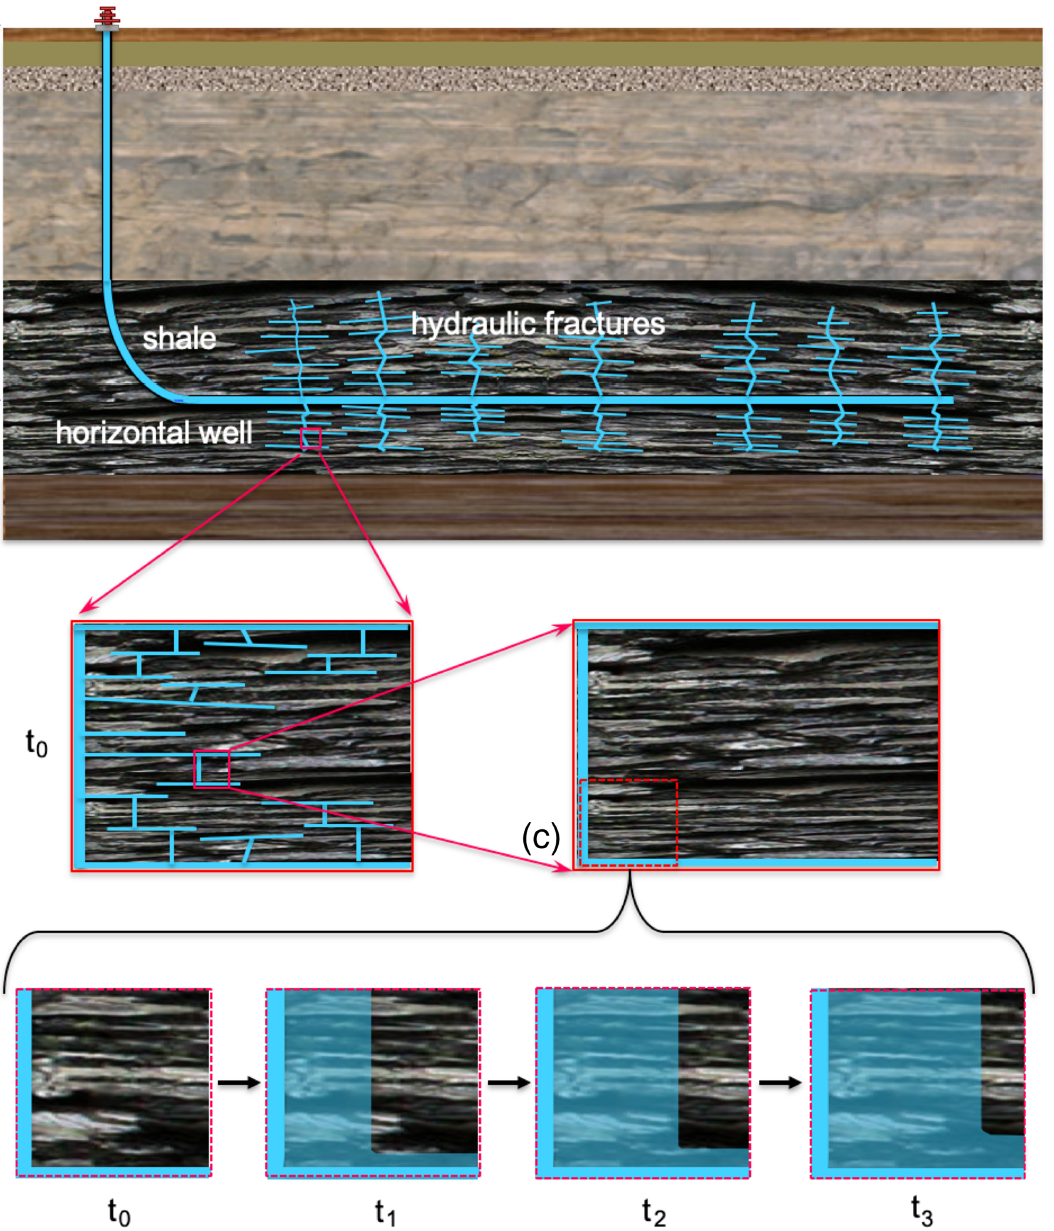 shale
hydraulic fractures
horizontal well
t₀
(c)
t₀
t₁
t₂
t₃